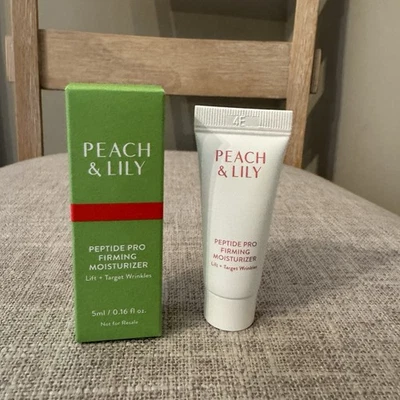 PEACH
& LILY
PEPTIDE PRO
FIRMING
MOISTURIZER
Lift + Target Wrinkles
5ml / 0.16 fl oz.
Not for Resale
4E
PEACH
& LILY
PEPTIDE PRO
FIRMING
MOISTURIZER
Lift + Target Wrinkles